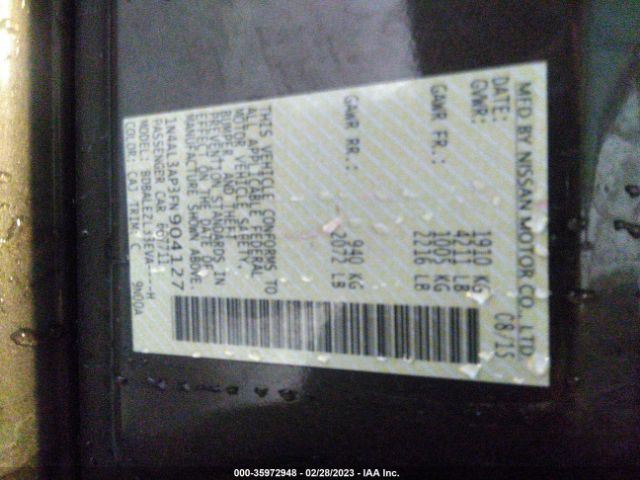 MFD BY NISSAN MOTOR CO., LTD.
DATE: 08/15
GVWR: 1910 KG
4211 LB
GAWR FR.: 1005 KG
2216 LB
GAWR RR.: 940 KG
2072 LB
THIS VEHICLE CONFORMS TO
ALL APPLICABLE FEDERAL
MOTOR VEHICLE SAFETY,
BUMPER, AND THEFT
PREVENTION STANDARDS IN
EFFECT ON THE DATE OF
MANUFACTURE SHOWN ABOVE.
1N4AL3AP3FN904127
PASSENGER CAR
MODEL:
COLOR: CAJ TRIM: C
000-35972948 - 02/28/2023 - IAA Inc.